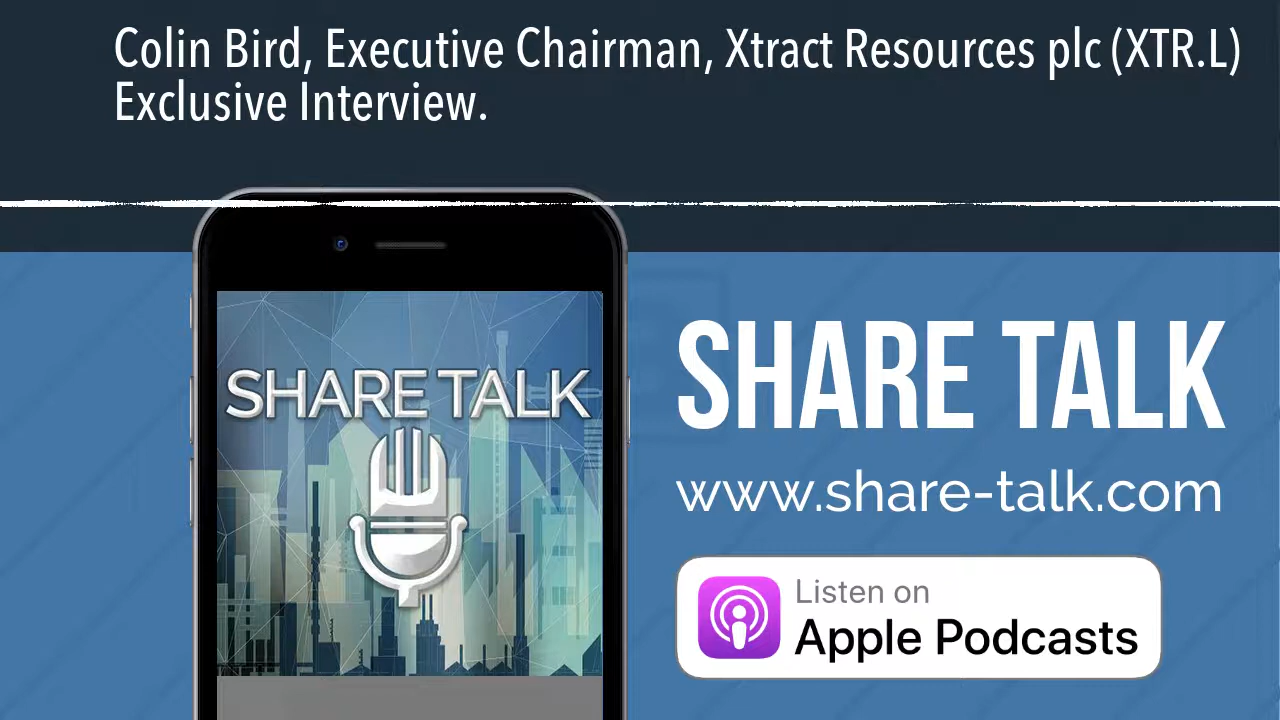 Colin Bird, Executive Chairman, Xtract Resources plc (XTR.L)
Exclusive Interview.
SHARE TALK
SHARE TALK
www.share-talk.com
Listen on
Apple Podcasts